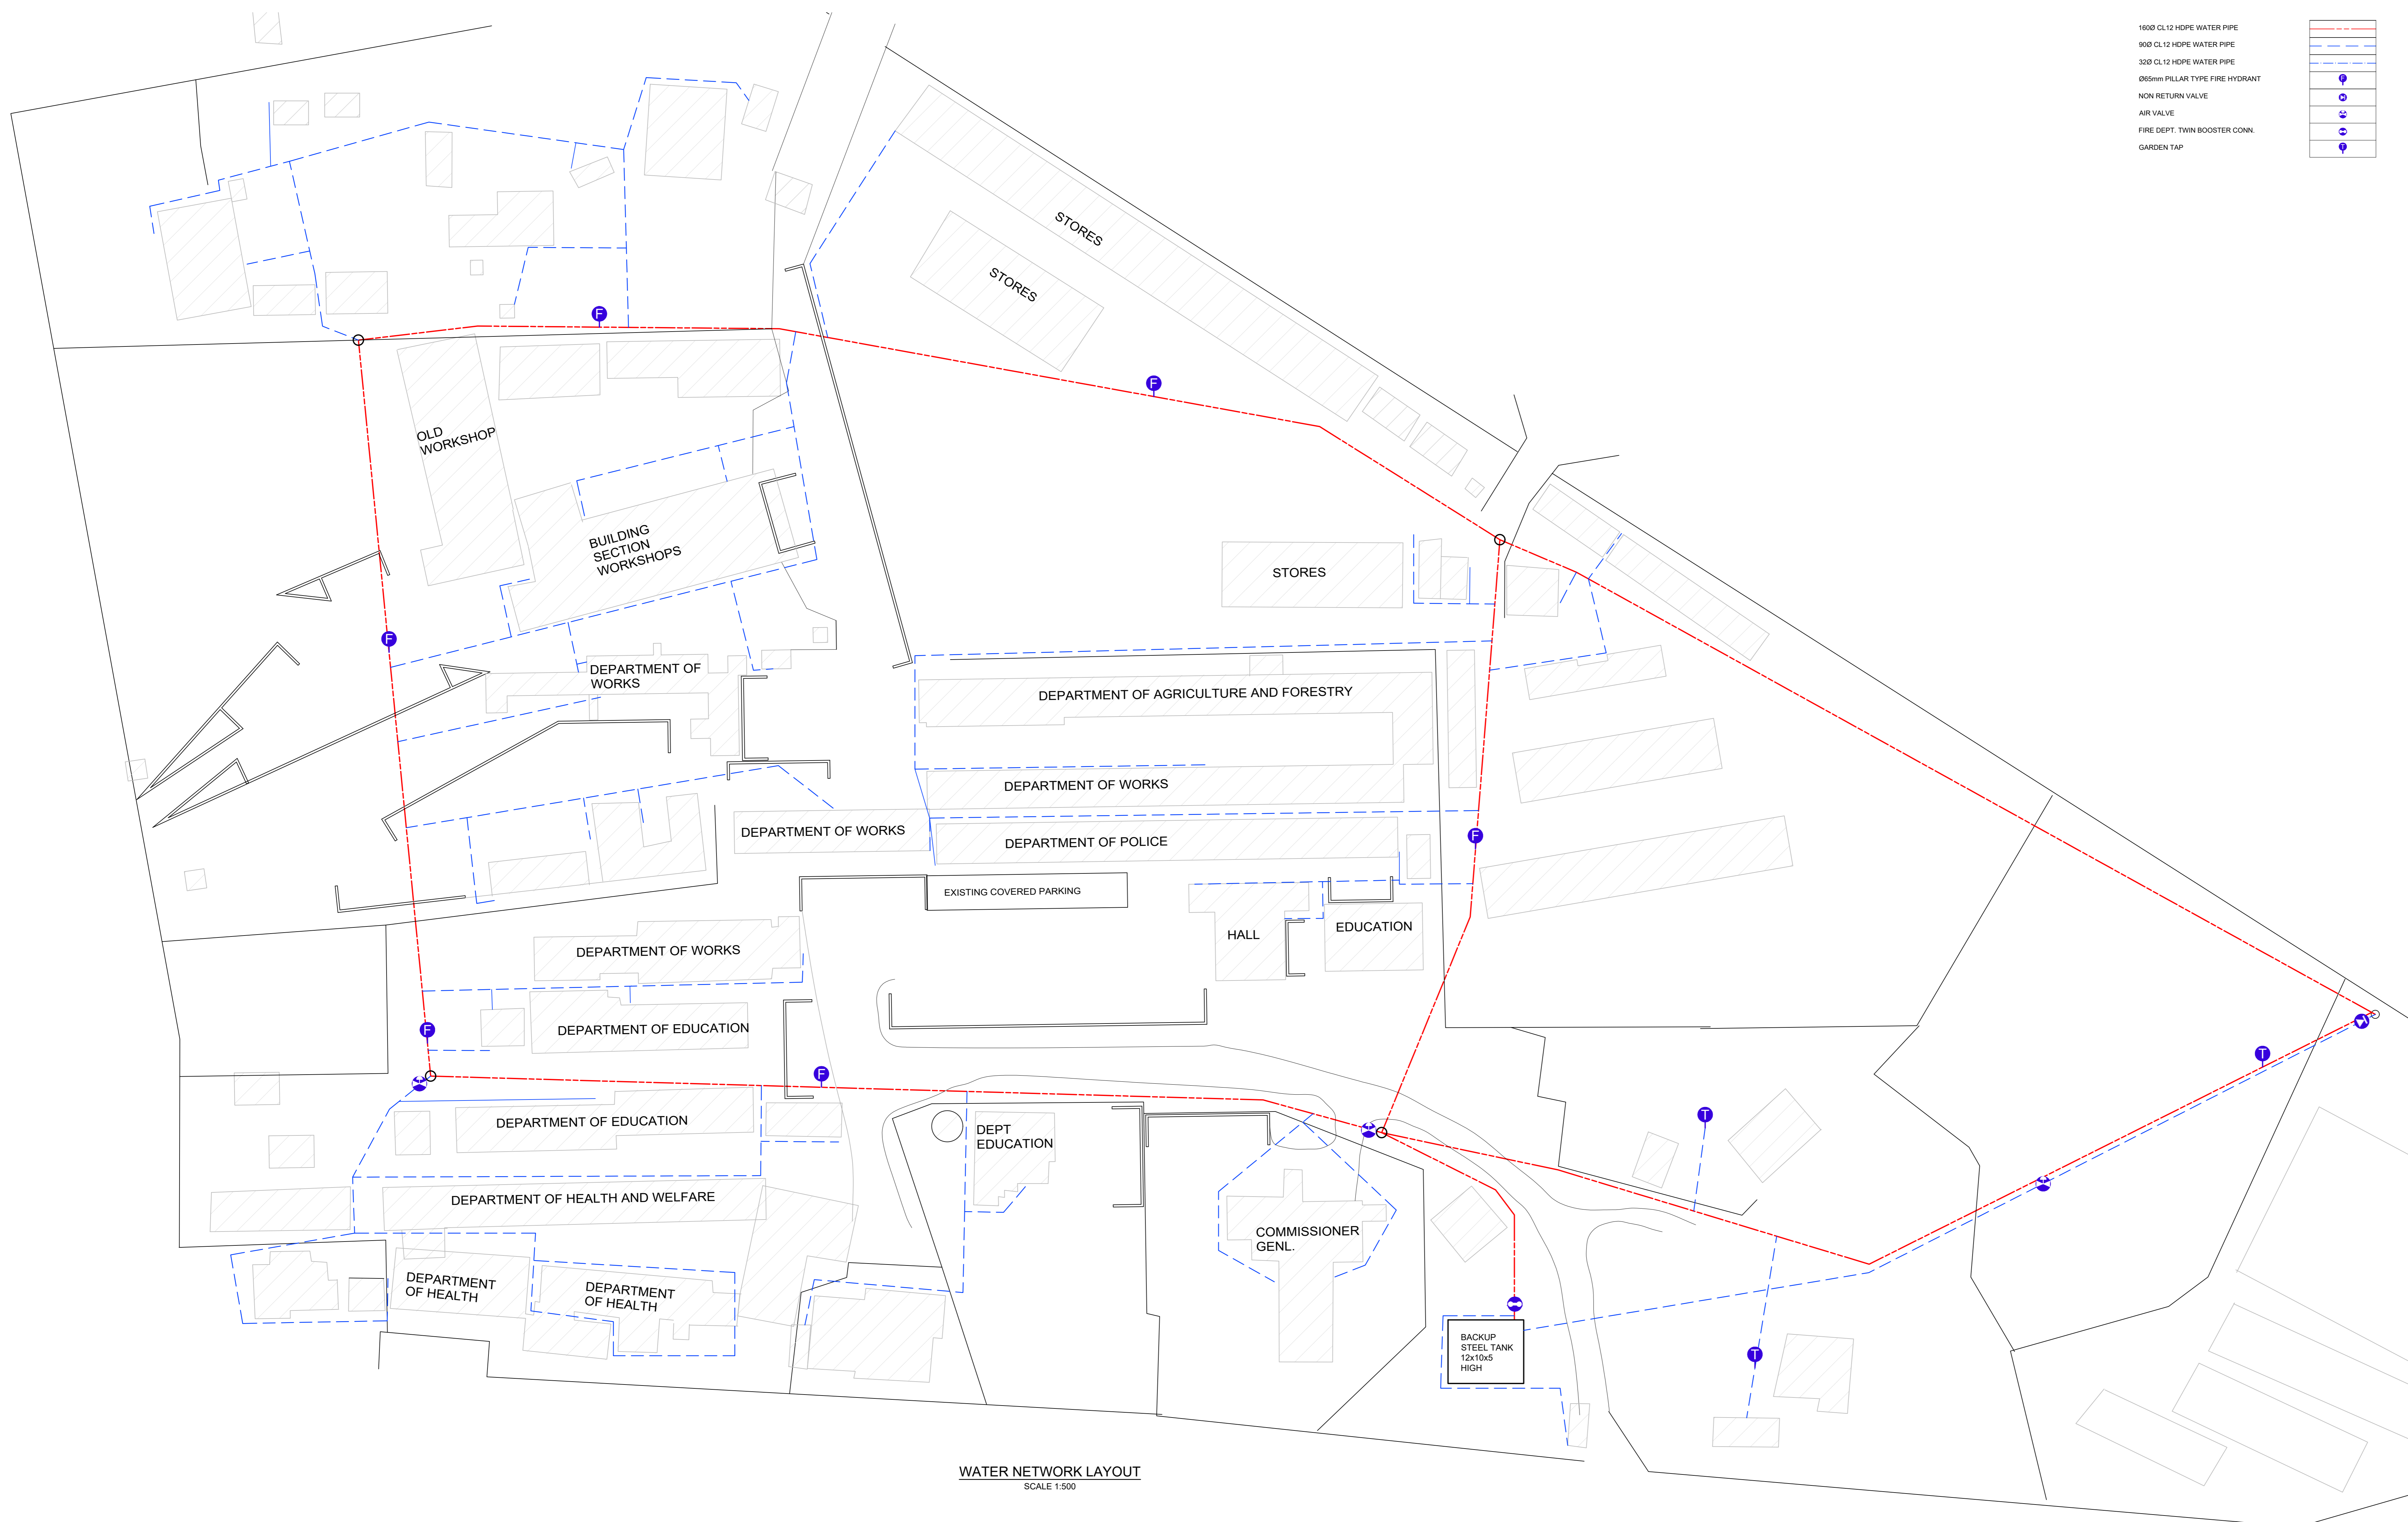 160Ø CL12 HDPE WATER PIPE
90Ø CL12 HDPE WATER PIPE
32Ø CL12 HDPE WATER PIPE
Ø65mm PILLAR TYPE FIRE HYDRANT
F
NON RETURN VALVE
AIR VALVE
FIRE DEPT. TWIN BOOSTER CONN.
GARDEN TAP
T
STORES
STORES
F
F
OLD
WORKSHOP
BUILDING
SECTION
WORKSHOPS
STORES
F
DEPARTMENT OF
WORKS
DEPARTMENT OF AGRICULTURE AND FORESTRY
DEPARTMENT OF WORKS
DEPARTMENT OF WORKS
DEPARTMENT OF POLICE
F
EXISTING COVERED PARKING
HALL
EDUCATION
DEPARTMENT OF WORKS
DEPARTMENT OF EDUCATION
F
F
T
T
DEPARTMENT OF EDUCATION
DEPT
EDUCATION
DEPARTMENT OF HEALTH AND WELFARE
COMMISSIONER
GENL.
DEPARTMENT
OF HEALTH
DEPARTMENT
OF HEALTH
BACKUP
STEEL TANK
12x10x5
HIGH
T
WATER NETWORK LAYOUT
SCALE 1:500